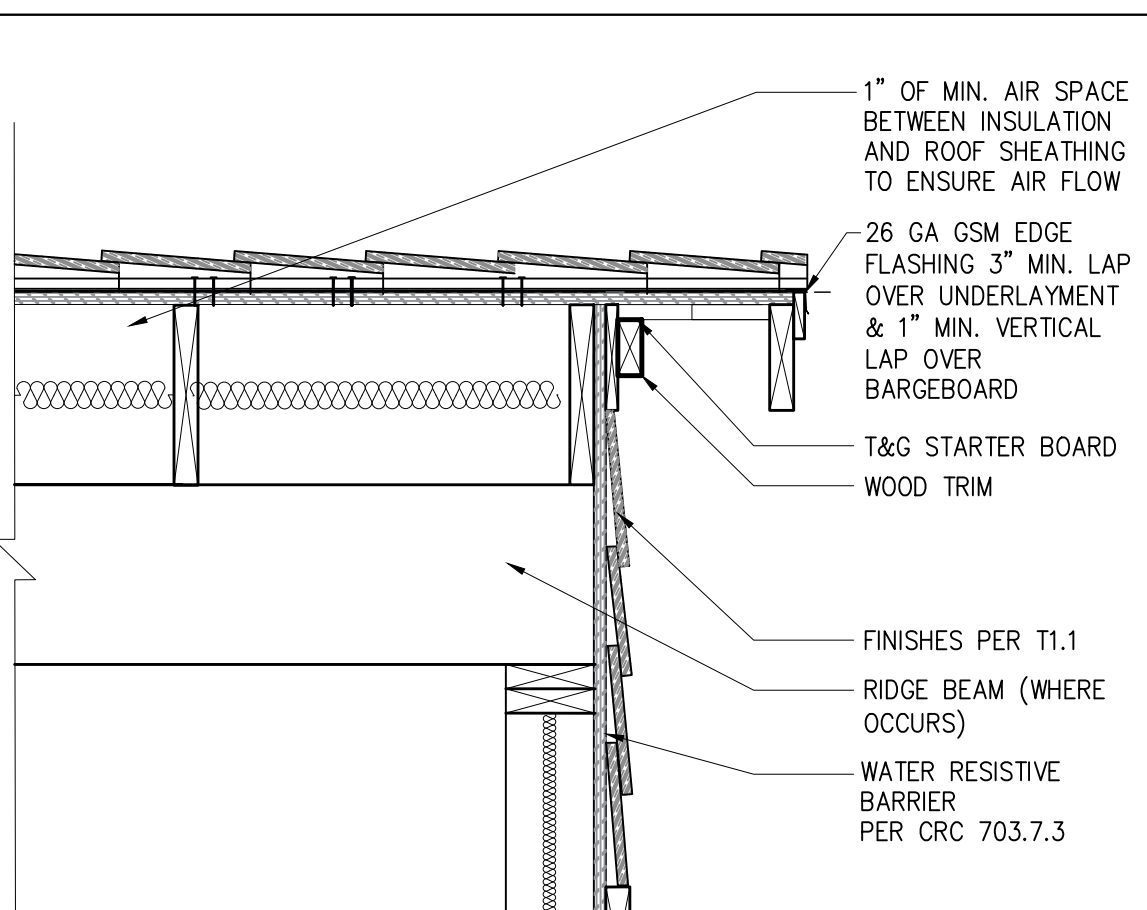 1” OF MIN. AIR SPACE
BETWEEN INSULATION
AND ROOF SHEATHING
TO ENSURE AIR FLOW
26 GA GSM EDGE
FLASHING 3” MIN. LAP
OVER UNDERLAYMENT
& 1” MIN. VERTICAL
LAP OVER
BARGEBOARD
T&G STARTER BOARD
WOOD TRIM
FINISHES PER T1.1
RIDGE BEAM (WHERE
OCCURS)
WATER RESISTIVE
BARRIER
PER CRC 703.7.3